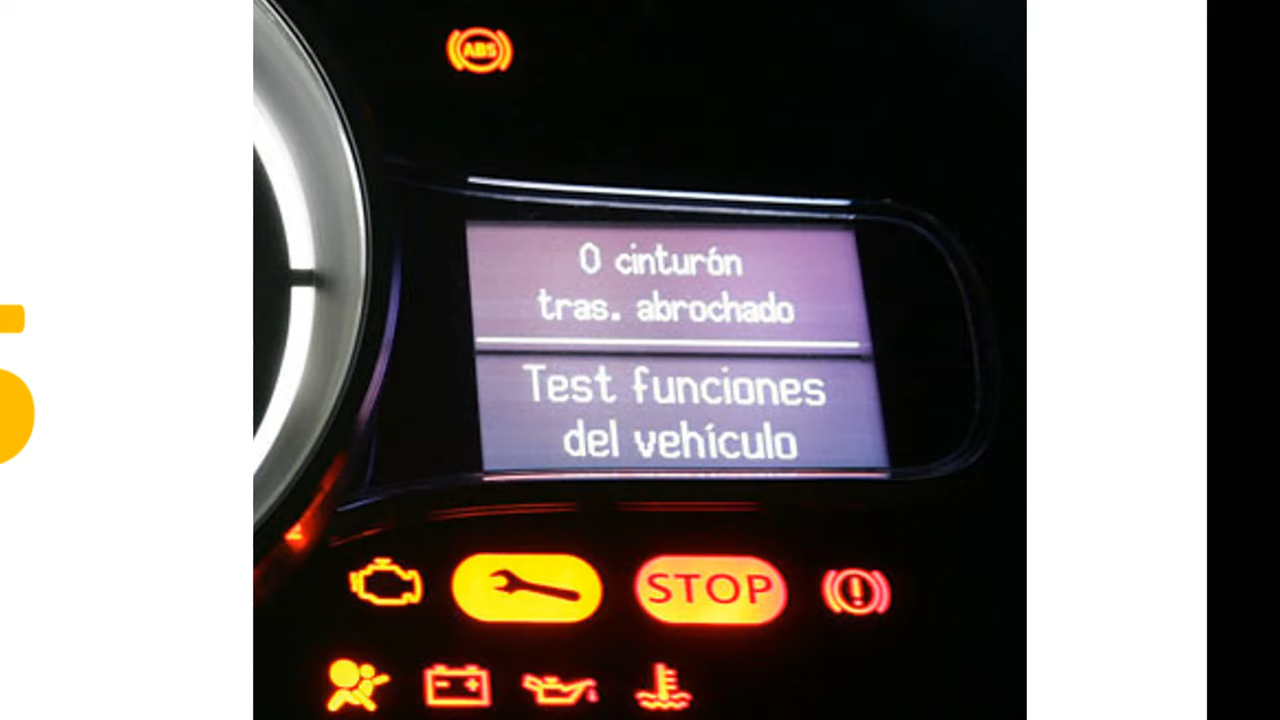 ABS
0 cinturón
tras. abrochado
Test funciones
del vehículo
STOP